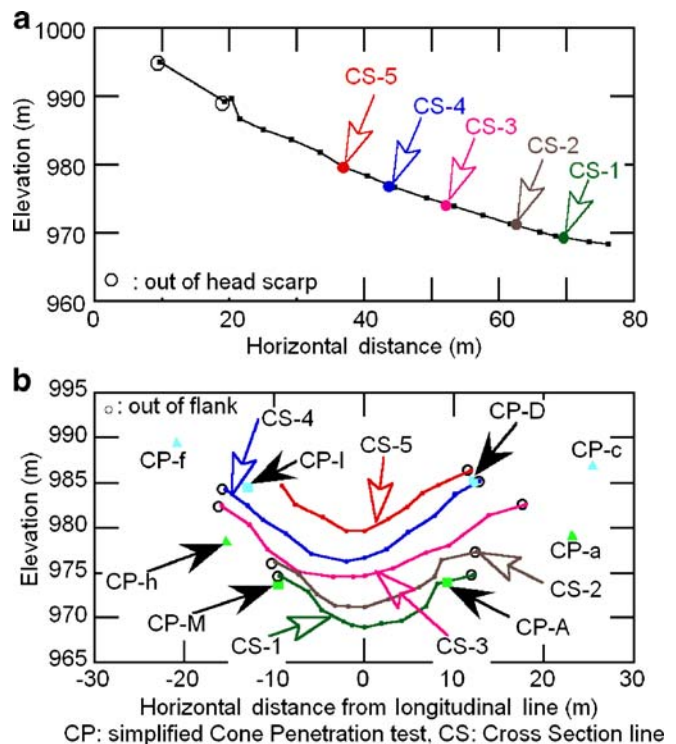 a
1000
990
980
970
960
Elevation (m)
CS-5
CS-4
CS-3
CS-2
CS-1
○ : out of head scarp
0 20 40 60 80
Horizontal distance (m)
b
995
990
985
980
975
970
965
Elevation (m)
○: out of flank
CS-4
CP-D
CP-f
CP-I
CS-5
CP-c
CP-h
CP-a
CP-M
CS-2
CS-1
CS-3
CP-A
-30 -20 -10 0 10 20 30
Horizontal distance from longitudinal line (m)
CP: simplified Cone Penetration test, CS: Cross Section line